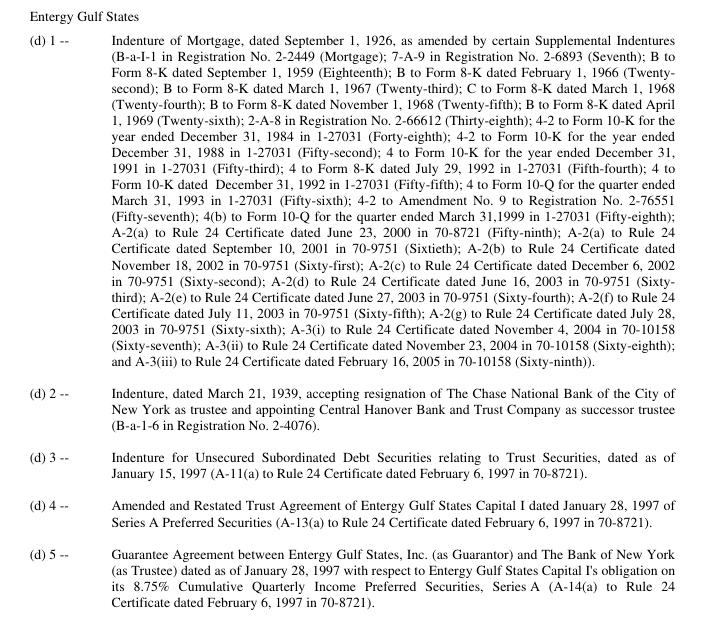 Entergy Gulf States
(d) 1 -- Indenture of Mortgage, dated September 1, 1926, as amended by certain Supplemental Indentures
(B-a-I-1 in Registration No. 2-2449 (Mortgage); 7-A-9 in Registration No. 2-6893 (Seventh); B to
Form 8-K dated September 1, 1959 (Eighteenth); B to Form 8-K dated February 1, 1966 (Twenty-
second); B to Form 8-K dated March 1, 1967 (Twenty-third); C to Form 8-K dated March 1, 1968
(Twenty-fourth); B to Form 8-K dated November 1, 1968 (Twenty-fifth); B to Form 8-K dated April
1, 1969 (Twenty-sixth); 2-A-8 in Registration No. 2-66612 (Thirty-eighth); 4-2 to Form 10-K for the
year ended December 31, 1984 in 1-27031 (Forty-eighth); 4-2 to Form 10-K for the year ended
December 31, 1988 in 1-27031 (Fifty-second); 4 to Form 10-K for the year ended December 31,
1991 in 1-27031 (Fifty-third); 4 to Form 8-K dated July 29, 1992 in 1-27031 (Fifth-fourth); 4 to
Form 10-K dated December 31, 1992 in 1-27031 (Fifty-fifth); 4 to Form 10-Q for the quarter ended
March 31, 1993 in 1-27031 (Fifty-sixth); 4-2 to Amendment No. 9 to Registration No. 2-76551
(Fifty-seventh); 4(b) to Form 10-Q for the quarter ended March 31,1999 in 1-27031 (Fifty-eighth);
A-2(a) to Rule 24 Certificate dated June 23, 2000 in 70-8721 (Fifty-ninth); A-2(a) to Rule 24
Certificate dated September 10, 2001 in 70-9751 (Sixtieth); A-2(b) to Rule 24 Certificate dated
November 18, 2002 in 70-9751 (Sixty-first); A-2(c) to Rule 24 Certificate dated December 6, 2002
in 70-9751 (Sixty-second); A-2(d) to Rule 24 Certificate dated June 16, 2003 in 70-9751 (Sixty-
third); A-2(e) to Rule 24 Certificate dated June 27, 2003 in 70-9751 (Sixty-fourth); A-2(f) to Rule 24
Certificate dated July 11, 2003 in 70-9751 (Sixty-fifth); A-2(g) to Rule 24 Certificate dated July 28,
2003 in 70-9751 (Sixty-sixth); A-3(i) to Rule 24 Certificate dated November 4, 2004 in 70-10158
(Sixty-seventh); A-3(ii) to Rule 24 Certificate dated November 23, 2004 in 70-10158 (Sixty-eighth);
and A-3(iii) to Rule 24 Certificate dated February 16, 2005 in 70-10158 (Sixty-ninth)).
(d) 2 -- Indenture, dated March 21, 1939, accepting resignation of The Chase National Bank of the City of
New York as trustee and appointing Central Hanover Bank and Trust Company as successor trustee
(B-a-1-6 in Registration No. 2-4076).
(d) 3 -- Indenture for Unsecured Subordinated Debt Securities relating to Trust Securities, dated as of
January 15, 1997 (A-11(a) to Rule 24 Certificate dated February 6, 1997 in 70-8721).
(d) 4 -- Amended and Restated Trust Agreement of Entergy Gulf States Capital I dated January 28, 1997 of
Series A Preferred Securities (A-13(a) to Rule 24 Certificate dated February 6, 1997 in 70-8721).
(d) 5 -- Guarantee Agreement between Entergy Gulf States, Inc. (as Guarantor) and The Bank of New York
(as Trustee) dated as of January 28, 1997 with respect to Entergy Gulf States Capital I's obligation on
its 8.75% Cumulative Quarterly Income Preferred Securities, Series A (A-14(a) to Rule 24
Certificate dated February 6, 1997 in 70-8721).